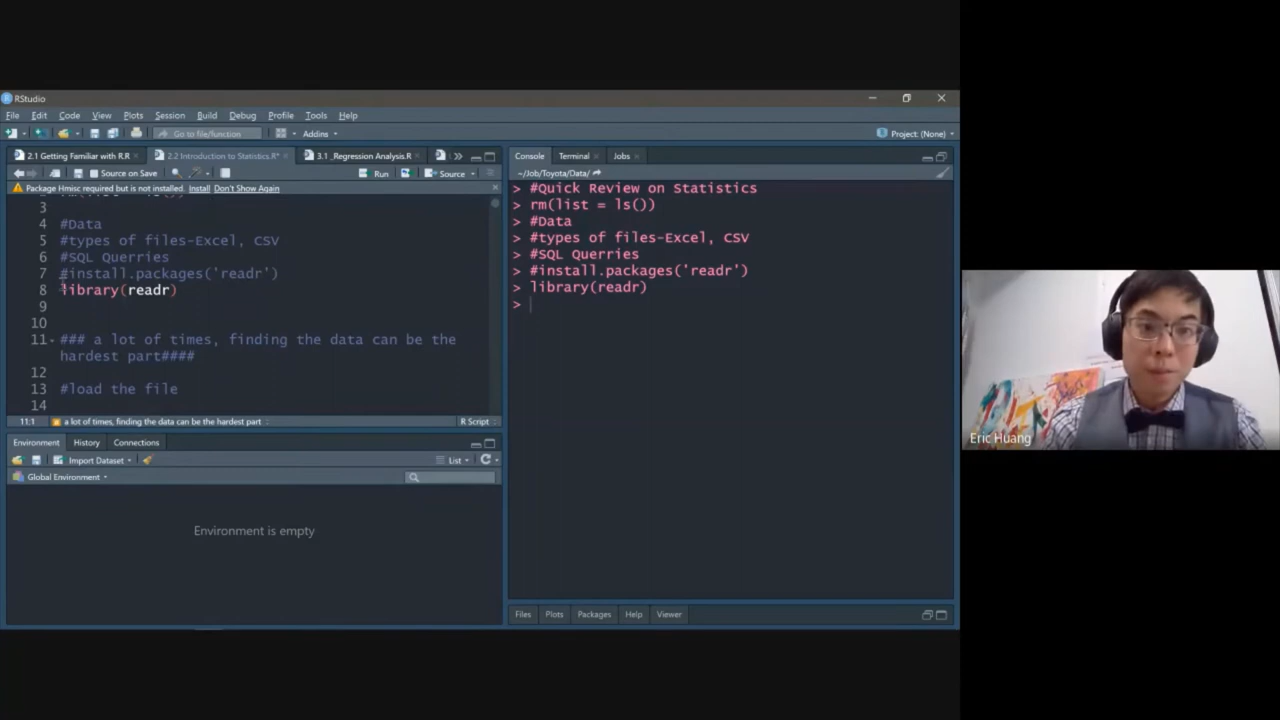 RStudio
File Edit Code View Plots Session Build Debug Profile Tools Help
Go to file/function Addins Project: (None)
2.1 Getting Familiar with R.R 2.2 Introduction to Statistics.R* 3.1 _Regression Analysis.R
Source on Save Run Source
Package Hmisc required but is not installed. Install Don't Show Again
3
4 #Data
5 #types of files-Excel, CSV
6 #SQL Querries
7 #install.packages('readr')
8 library(readr)
9
10
11 ### a lot of times, finding the data can be the
hardest part####
12
13 #load the file
14
11:1 a lot of times, finding the data can be the hardest part R Script
Environment History Connections
Import Dataset List
Global Environment
Environment is empty
Console Terminal Jobs
~/Job/Toyota/Data/
> #Quick Review on Statistics
> rm(list = ls())
> #Data
> #types of files-Excel, CSV
> #SQL Querries
> #install.packages('readr')
> library(readr)
>
Files Plots Packages Help Viewer
Eric Huang